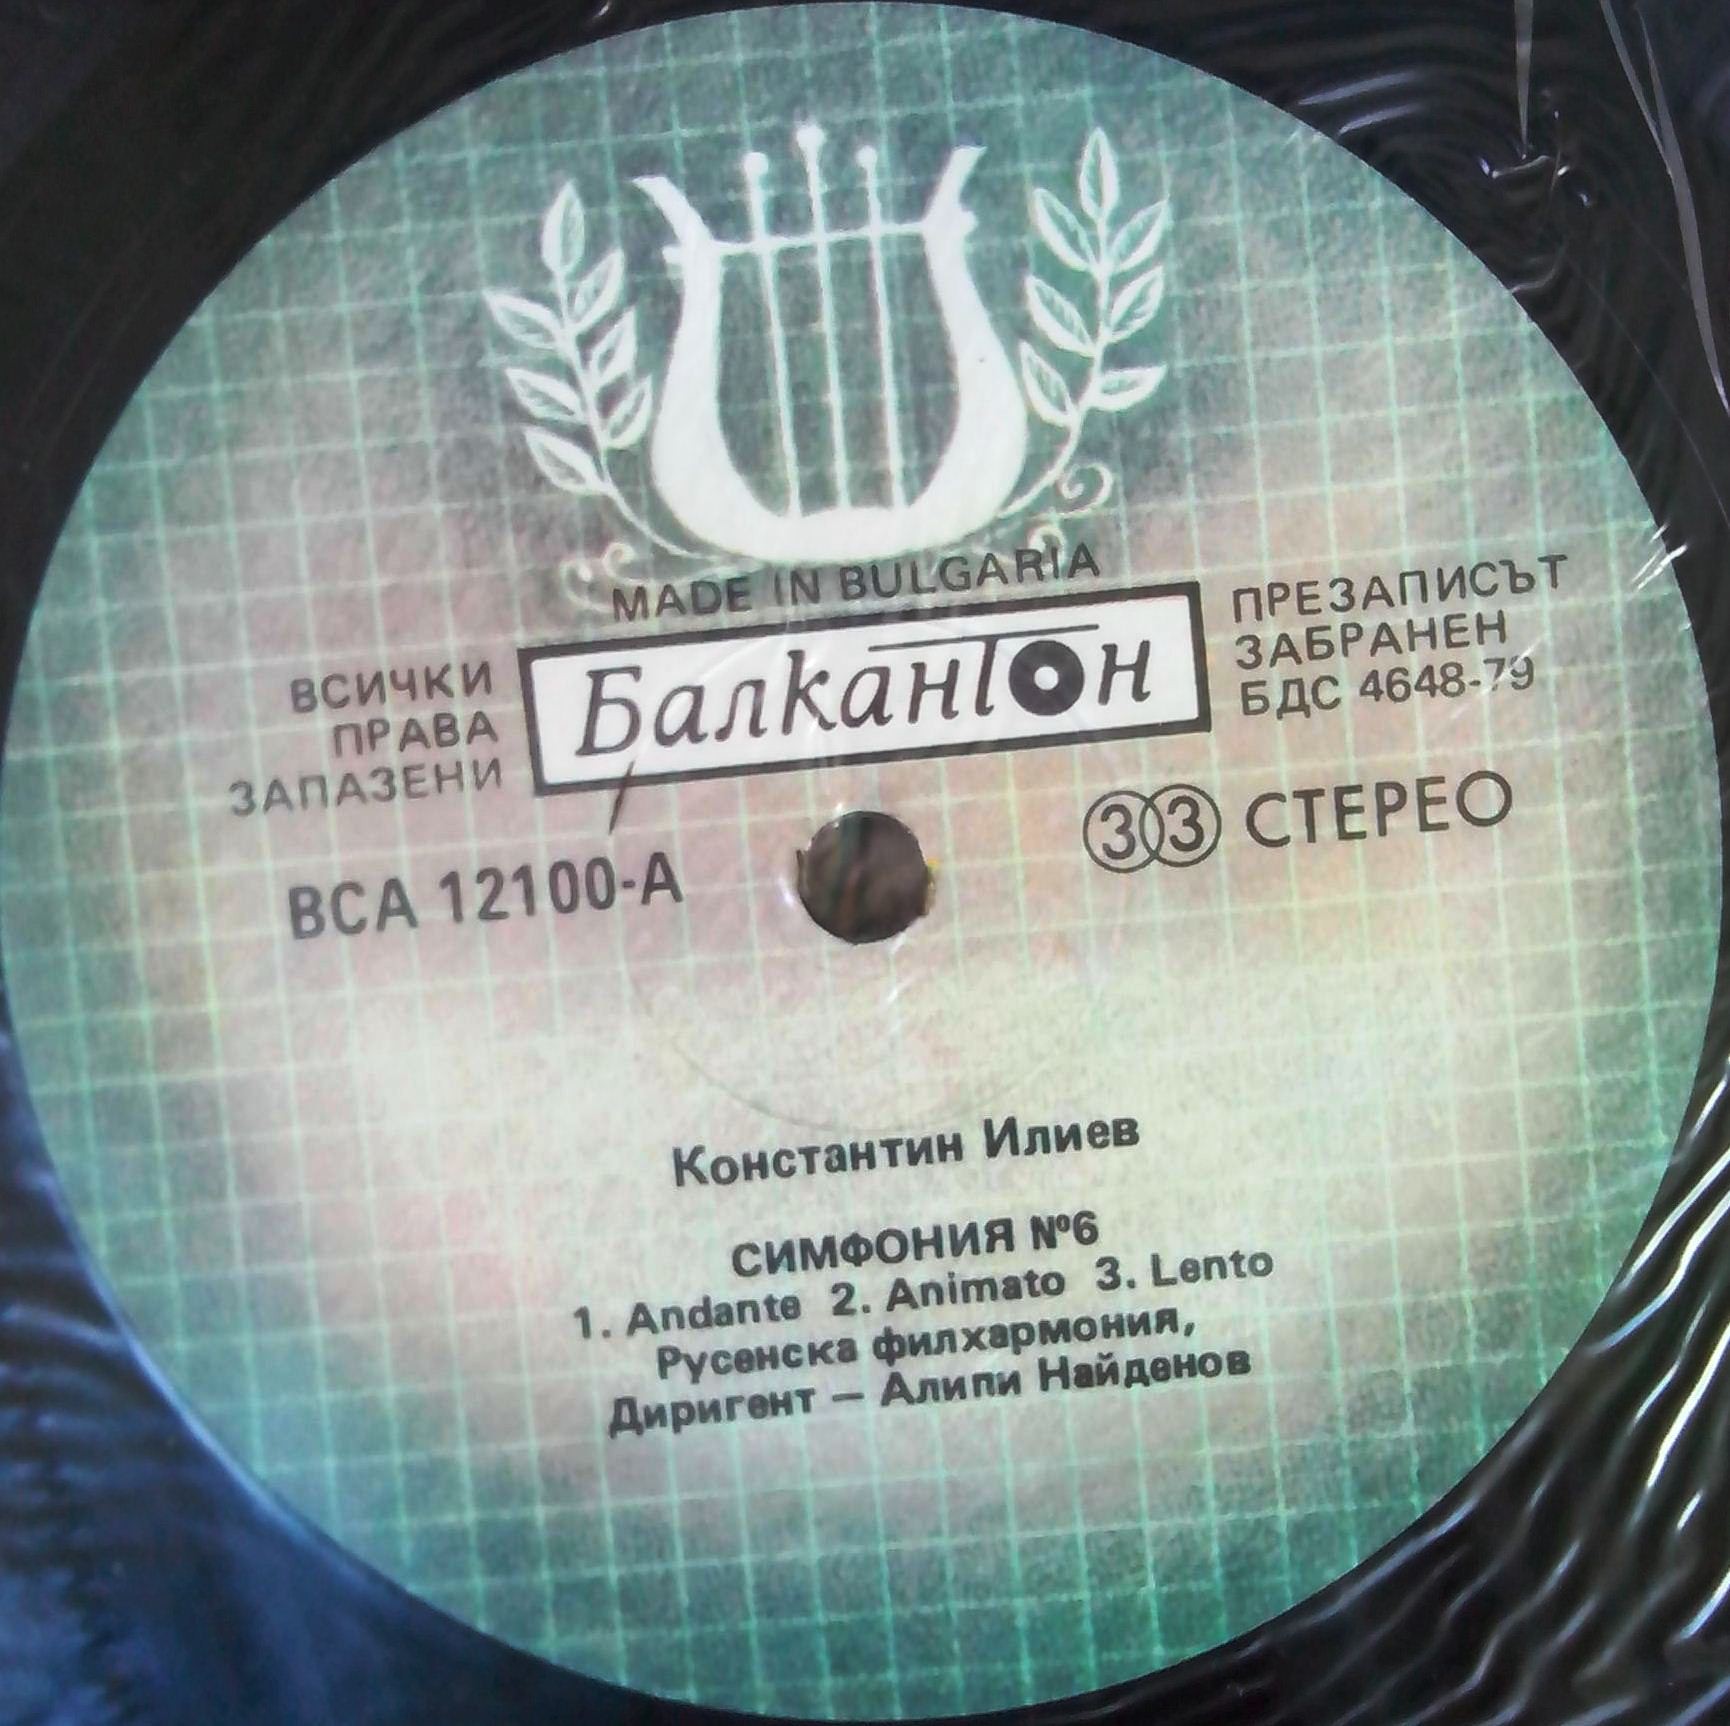 MADE IN BULGARIA
ВСИЧКИ
ПРАВА
ЗАПАЗЕНИ
Балкантон
ПРЕЗАПИСЪТ
ЗАБРАНЕН
БДС 4648-79
ВСА 12100-А
33 СТЕРЕО
Константин Илиев
СИМФОНИЯ №6
1. Andante 2. Animato 3. Lento
Русенска филхармония,
Диригент – Алипи Найденов